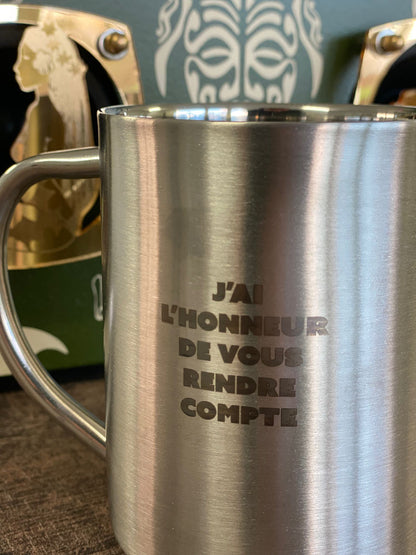 J'AI
L'HONNEUR
DE VOUS
RENDRE
COMPTE